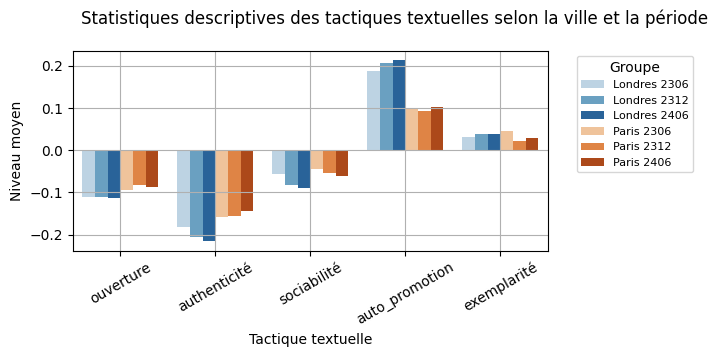 Statistiques descriptives des tactiques textuelles selon la ville et la période
Niveau moyen
0.2
0.1
0.0
−0.1
−0.2
ouverture
authenticité
sociabilité
auto_promotion
exemplarité
Tactique textuelle
Groupe
Londres 2306
Londres 2312
Londres 2406
Paris 2306
Paris 2312
Paris 2406